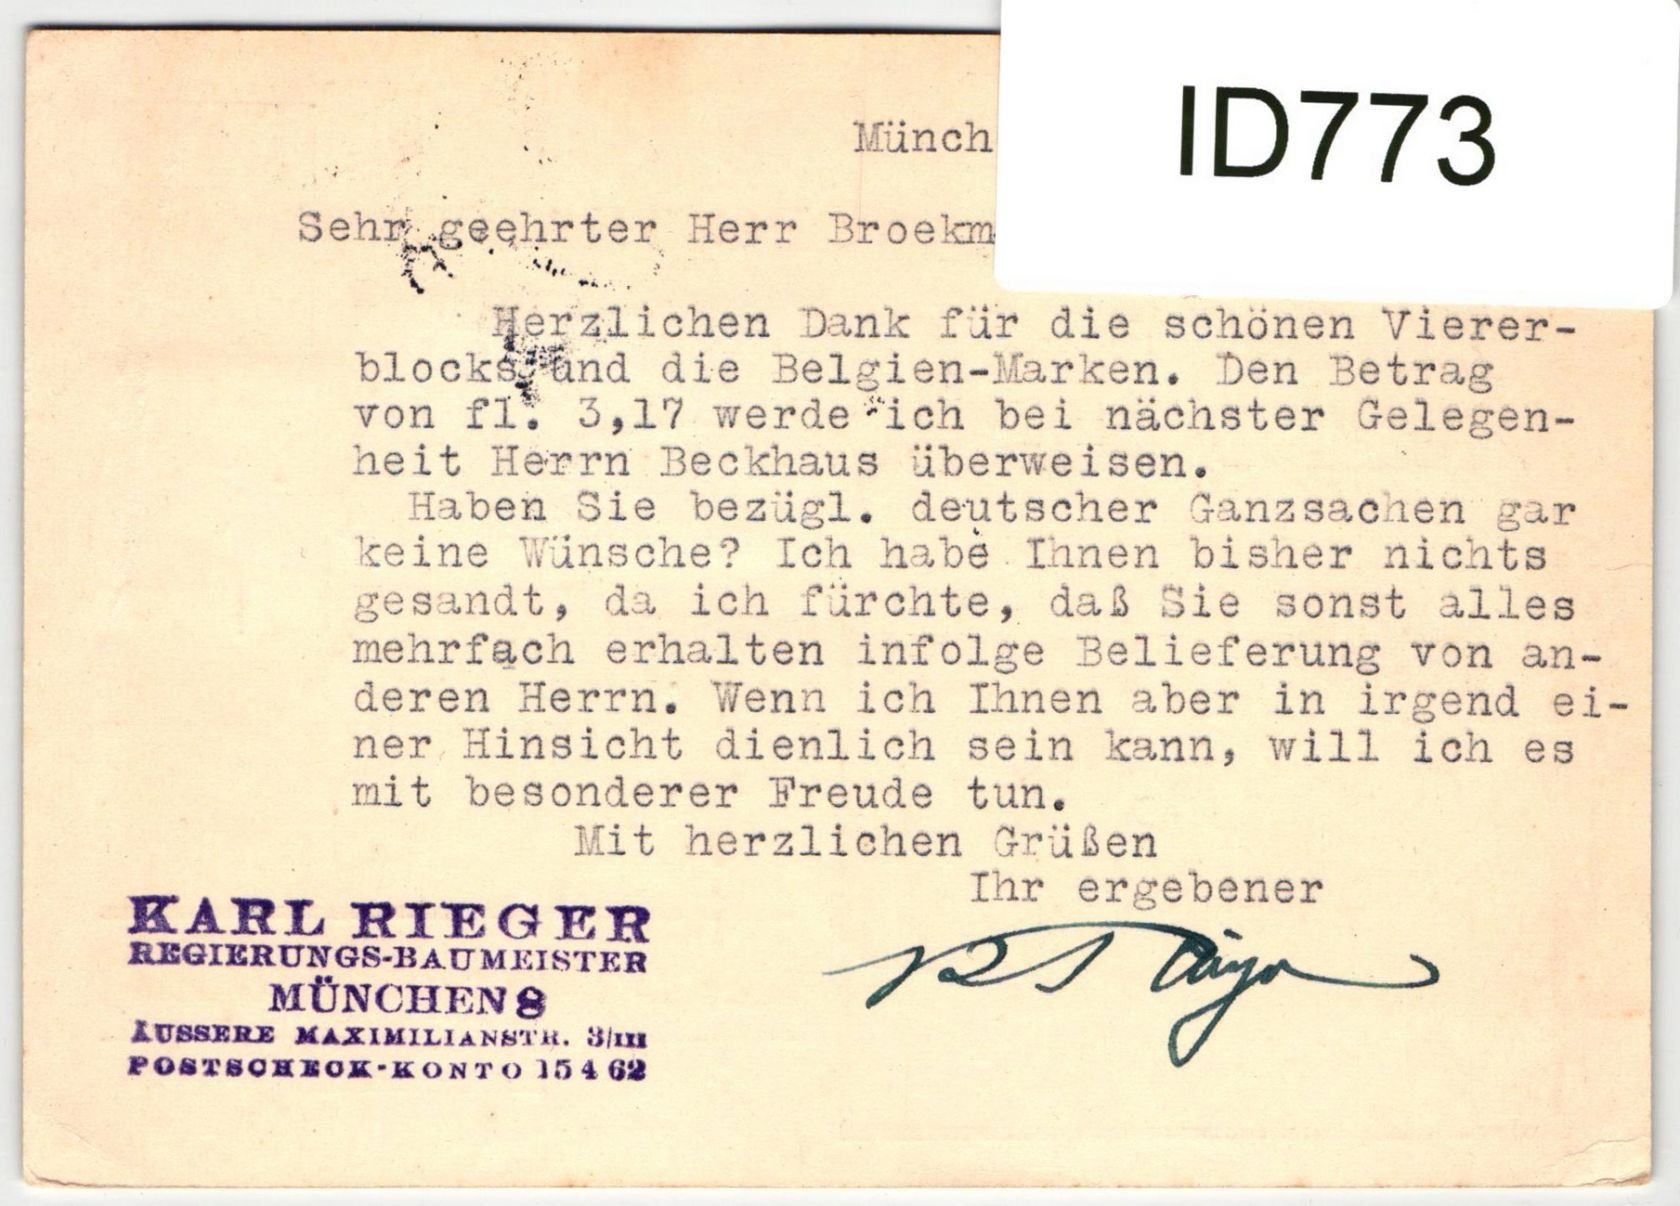 ID773
Münch
Sehr geehrter Herr Broekm
Herzlichen Dank für die schönen Vierer-
blocks und die Belgien-Marken. Den Betrag
von fl. 3,17 werde ich bei nächster Gelegen-
heit Herrn Beckhaus überweisen.
Haben Sie bezügl. deutscher Ganzsachen gar
keine Wünsche? Ich habe Ihnen bisher nichts
gesandt, da ich fürchte, daß Sie sonst alles
mehrfach erhalten infolge Belieferung von an-
deren Herrn. Wenn ich Ihnen aber in irgend ei-
ner Hinsicht dienlich sein kann, will ich es
mit besonderer Freude tun.
Mit herzlichen Grüßen
Ihr ergebener
KARL RIEGER
REGIERUNGS-BAUMEISTER
MÜNCHEN 8
ÄUSSERE MAXIMILIANSTR. 3/III
POSTSCHECK-KONTO 15462